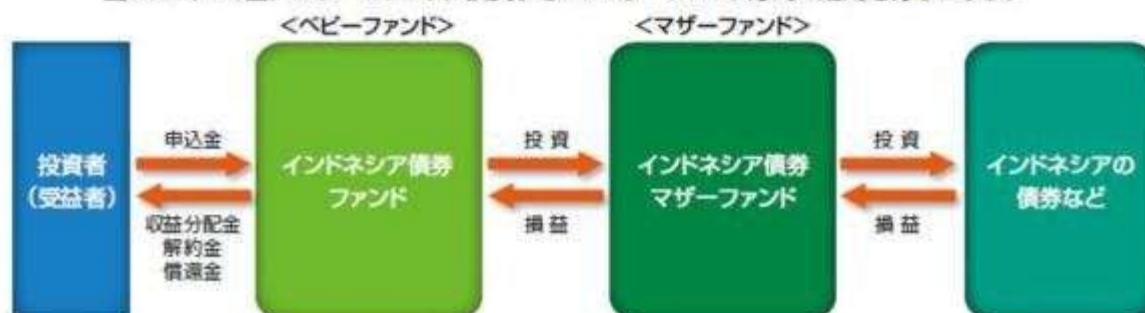 <ベビーファンド>
<マザーファンド>
投資者
(受益者)
申込金
収益分配金
解約金
償還金
インドネシア債券
ファンド
投 資
損 益
インドネシア債券
マザーファンド
投 資
損 益
インドネシアの
債券など